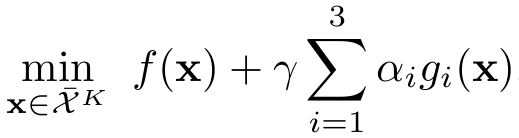 min_{𝐱∈𝒳̄^K} f(𝐱) + γ ∑_{i=1}^{3} α_i g_i(𝐱)